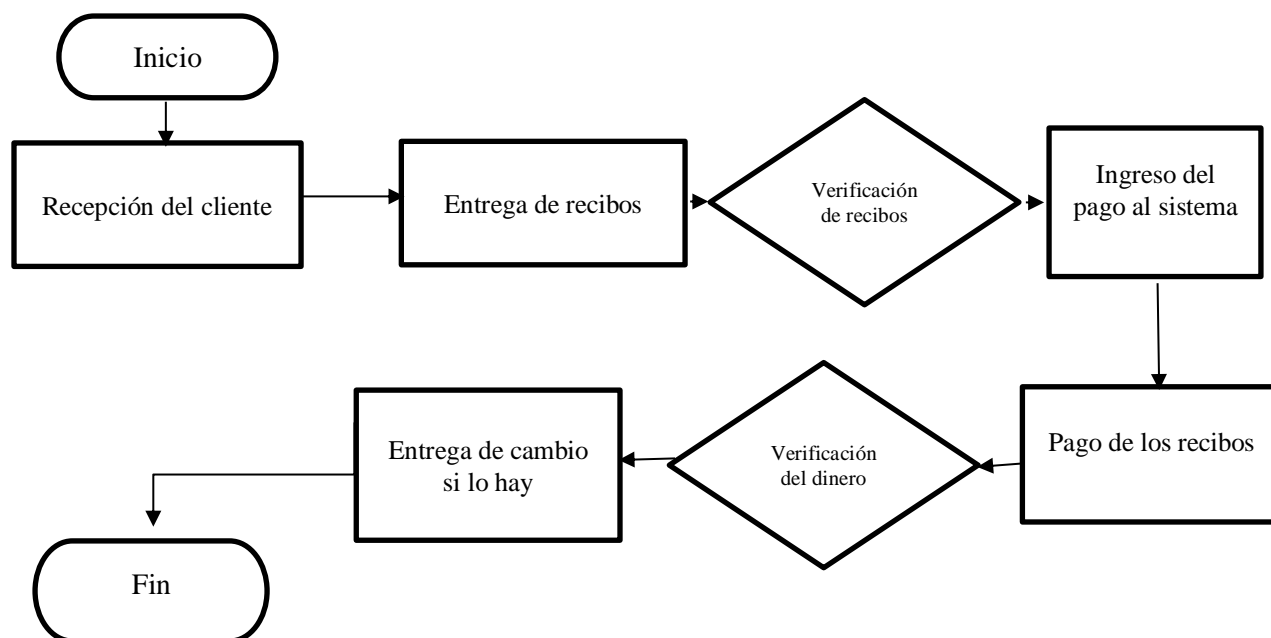 Inicio
Recepción del cliente
Entrega de recibos
Verificación
de recibos
Ingreso del
pago al sistema
Pago de los recibos
Verificación
del dinero
Entrega de cambio
si lo hay
Fin